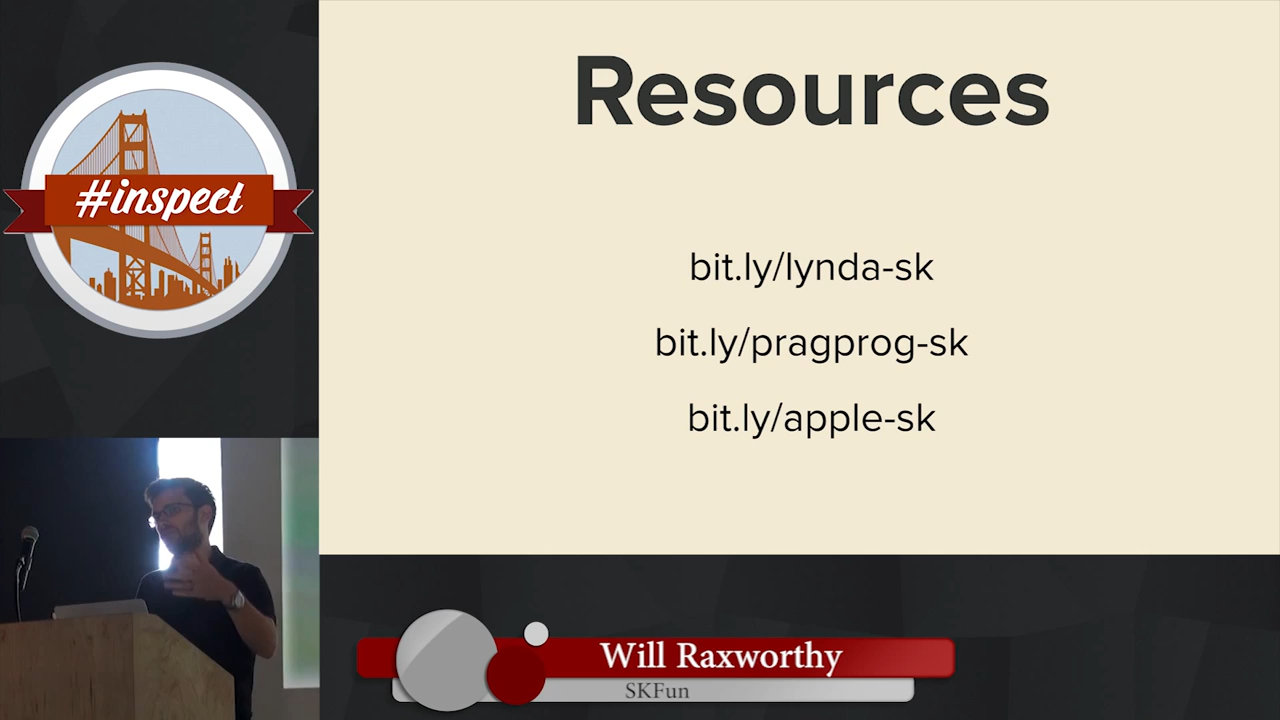 #inspect
Resources
bit.ly/lynda-sk
bit.ly/pragprog-sk
bit.ly/apple-sk
Will Raxworthy
SKFun